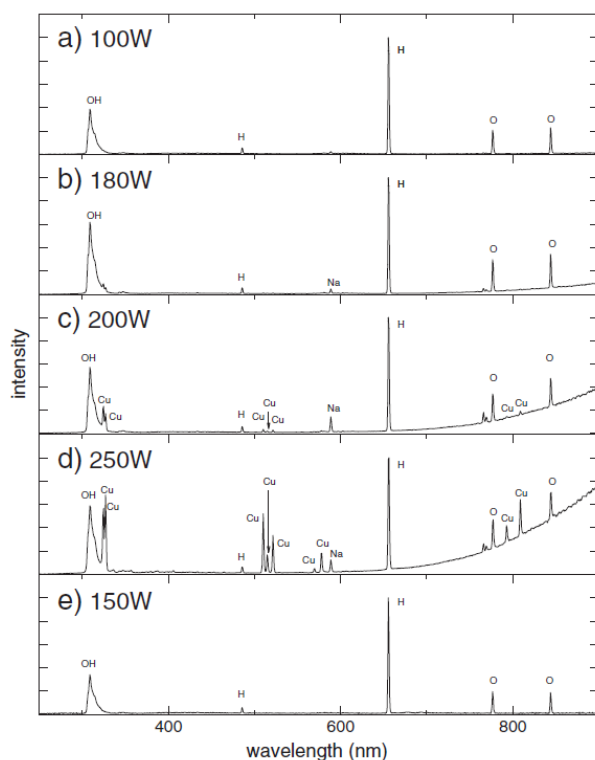 a) 100W
H
OH
O
O
H
b) 180W
H
OH
O
O
H
Na
c) 200W
H
OH
O
O
Cu
Cu
Cu
Na
Cu
Cu
H
Cu
Cu
d) 250W
H
Cu
OH
Cu
O
Cu
Cu
O
Cu
Cu
Cu
Cu
H
Cu
Na
e) 150W
H
OH
O
O
H
400
600
800
wavelength (nm)
intensity